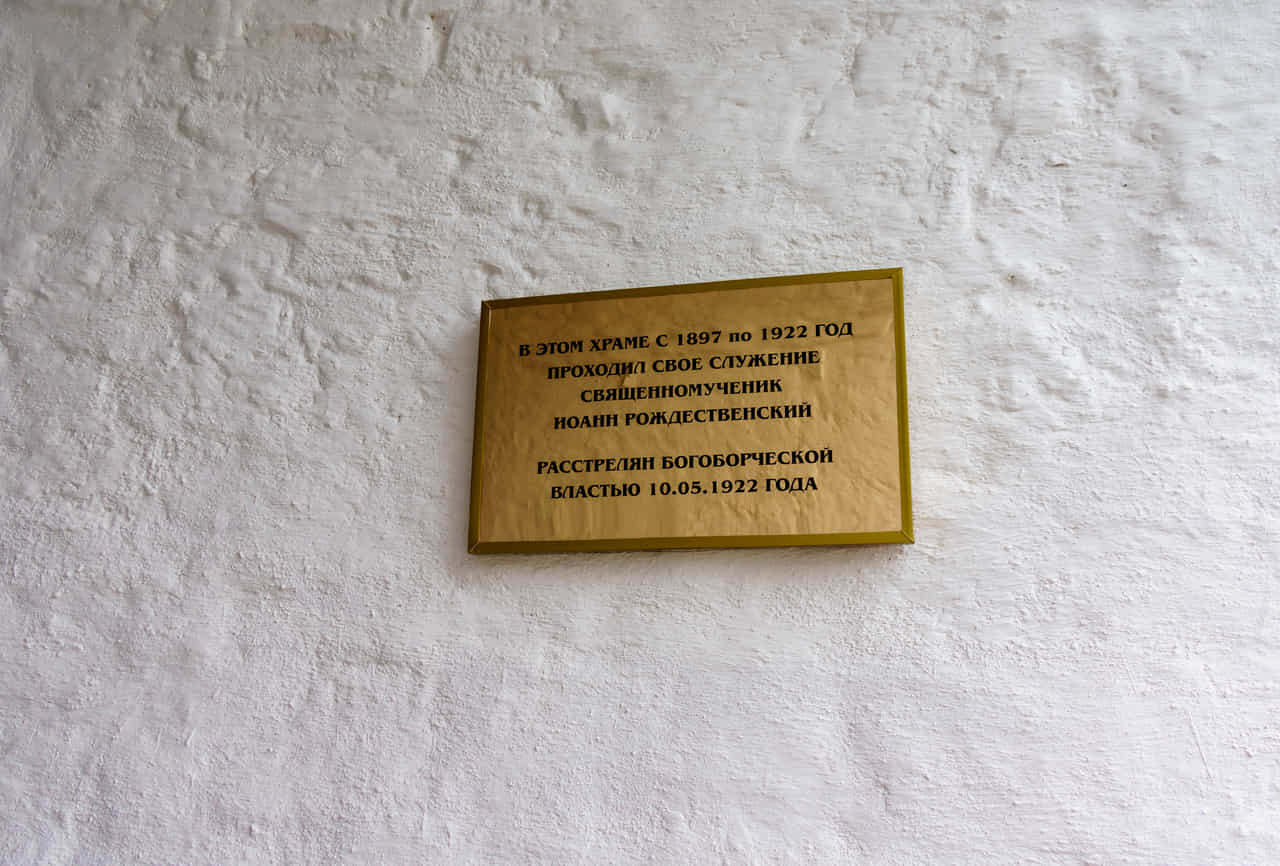 В ЭТОМ ХРАМЕ С 1897 по 1922 ГОД
ПРОХОДИЛ СВОЕ СЛУЖЕНИЕ
СВЯЩЕННОМУЧЕНИК
ИОАНН РОЖДЕСТВЕНСКИЙ
РАССТРЕЛЯН БОГОБОРЧЕСКОЙ
ВЛАСТЬЮ 10.05.1922 ГОДА